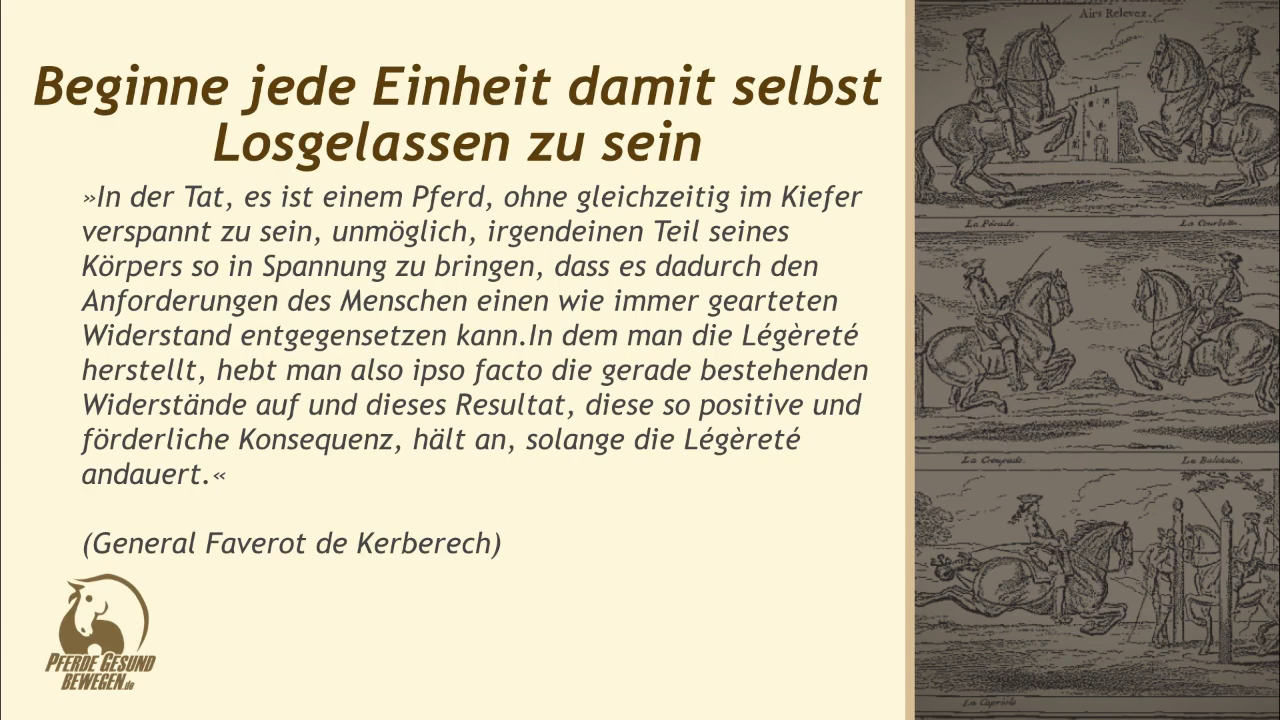 Beginne jede Einheit damit selbst
Losgelassen zu sein
»In der Tat, es ist einem Pferd, ohne gleichzeitig im Kiefer
verspannt zu sein, unmöglich, irgendeinen Teil seines
Körpers so in Spannung zu bringen, dass es dadurch den
Anforderungen des Menschen einen wie immer gearteten
Widerstand entgegensetzen kann.In dem man die Légèreté
herstellt, hebt man also ipso facto die gerade bestehenden
Widerstände auf und dieses Resultat, diese so positive und
förderliche Konsequenz, hält an, solange die Légèreté
andauert.«
(General Faverot de Kerberech)
PFERDE GESUND
BEWEGEN.de
Airs Relevez.
La Pésade.
La Courbette.
La Croupade.
La Balotade.
La Capriole